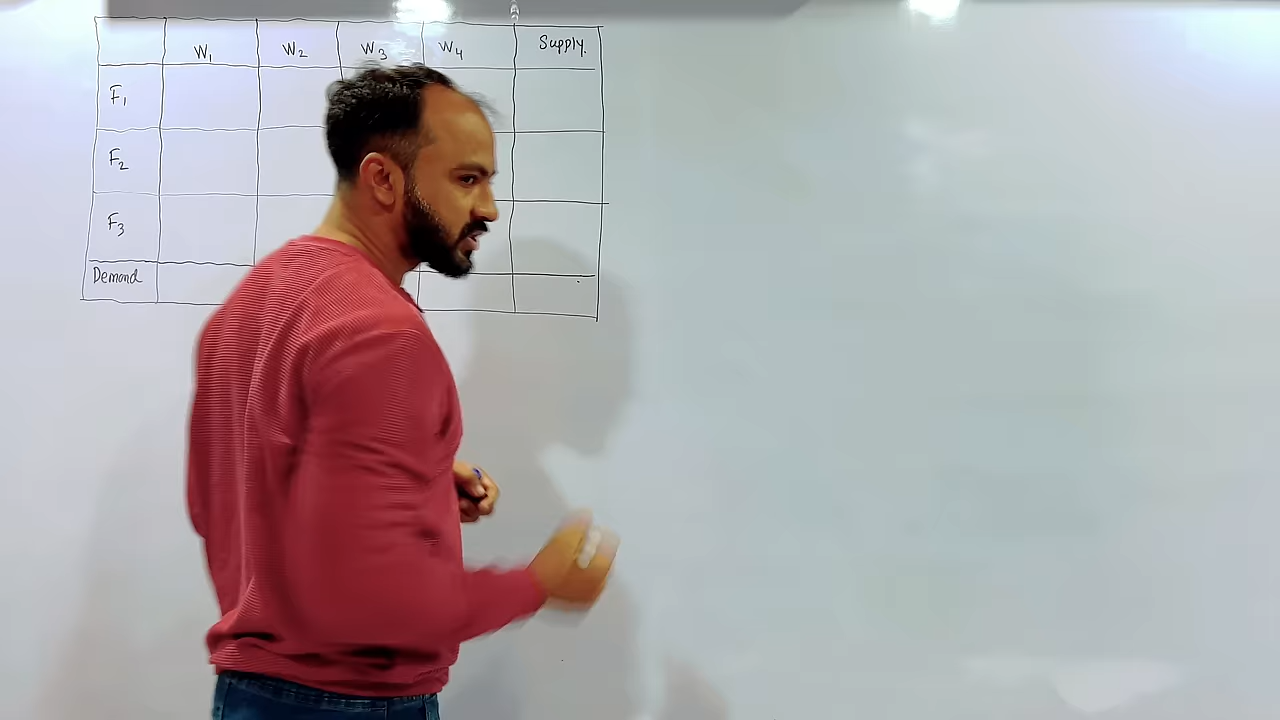 W₁ W₂ W₃ W₄ Supply.
F₁
F₂
F₃
Demand